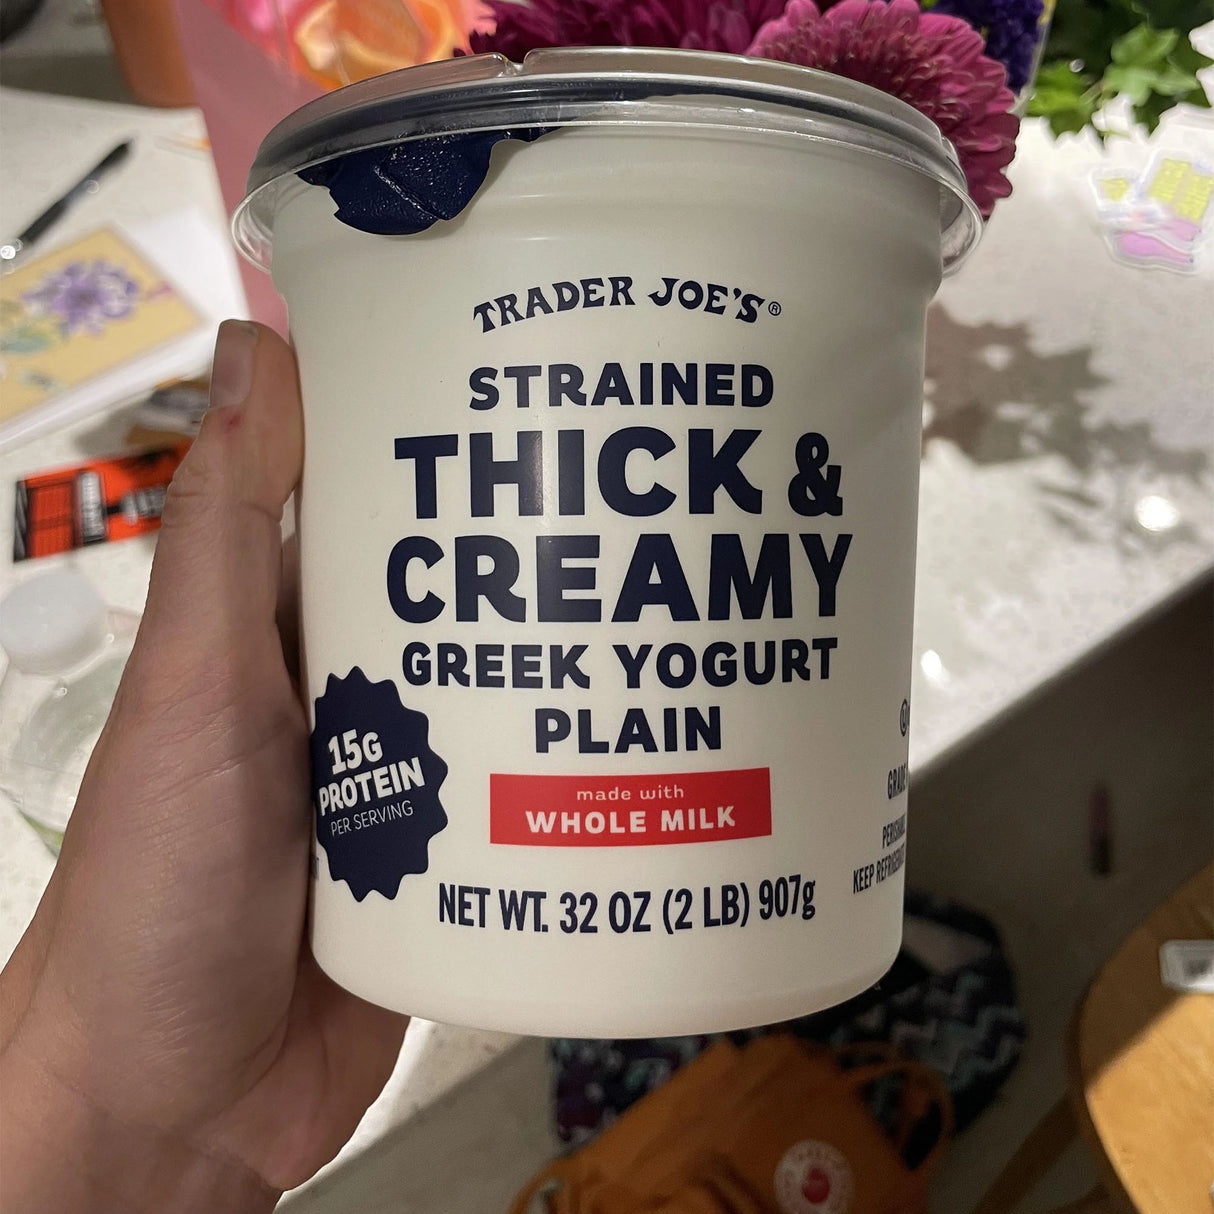 TRADER JOE'S®
STRAINED
THICK &
CREAMY
GREEK YOGURT
PLAIN
made with
WHOLE MILK
15G
PROTEIN
PER SERVING
NET WT. 32 OZ (2 LB) 907g
KEEP